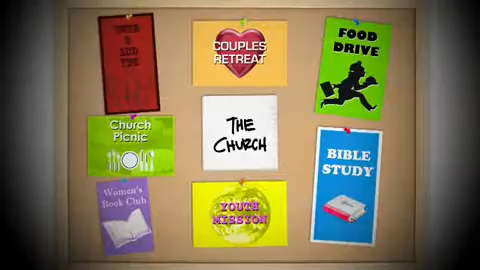 COUPLES
RETREAT
FOOD
DRIVE
Church
Picnic
THE
CHURCH
BIBLE
STUDY
Women's
Book Club
YOUTH
MISSION